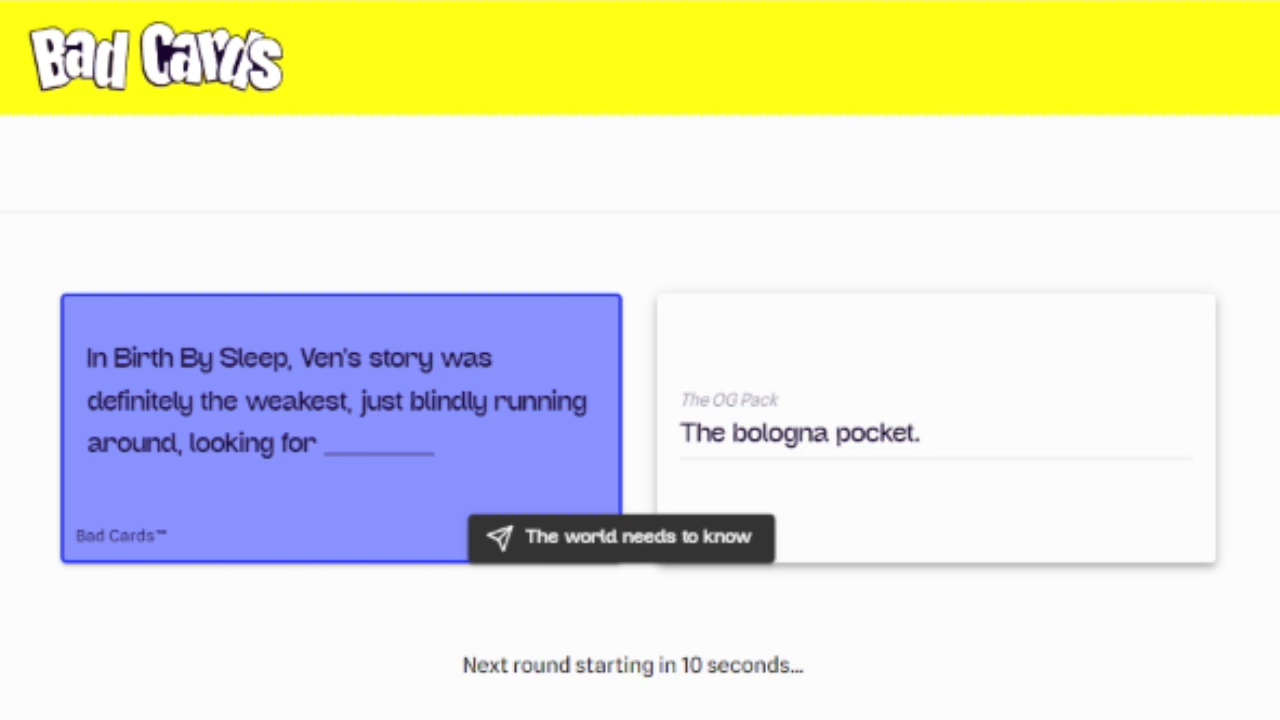 Bad Cards
In Birth By Sleep, Ven's story was
definitely the weakest, just blindly running
around, looking for ________
Bad Cards™
The OG Pack
The bologna pocket.
The world needs to know
Next round starting in 10 seconds...